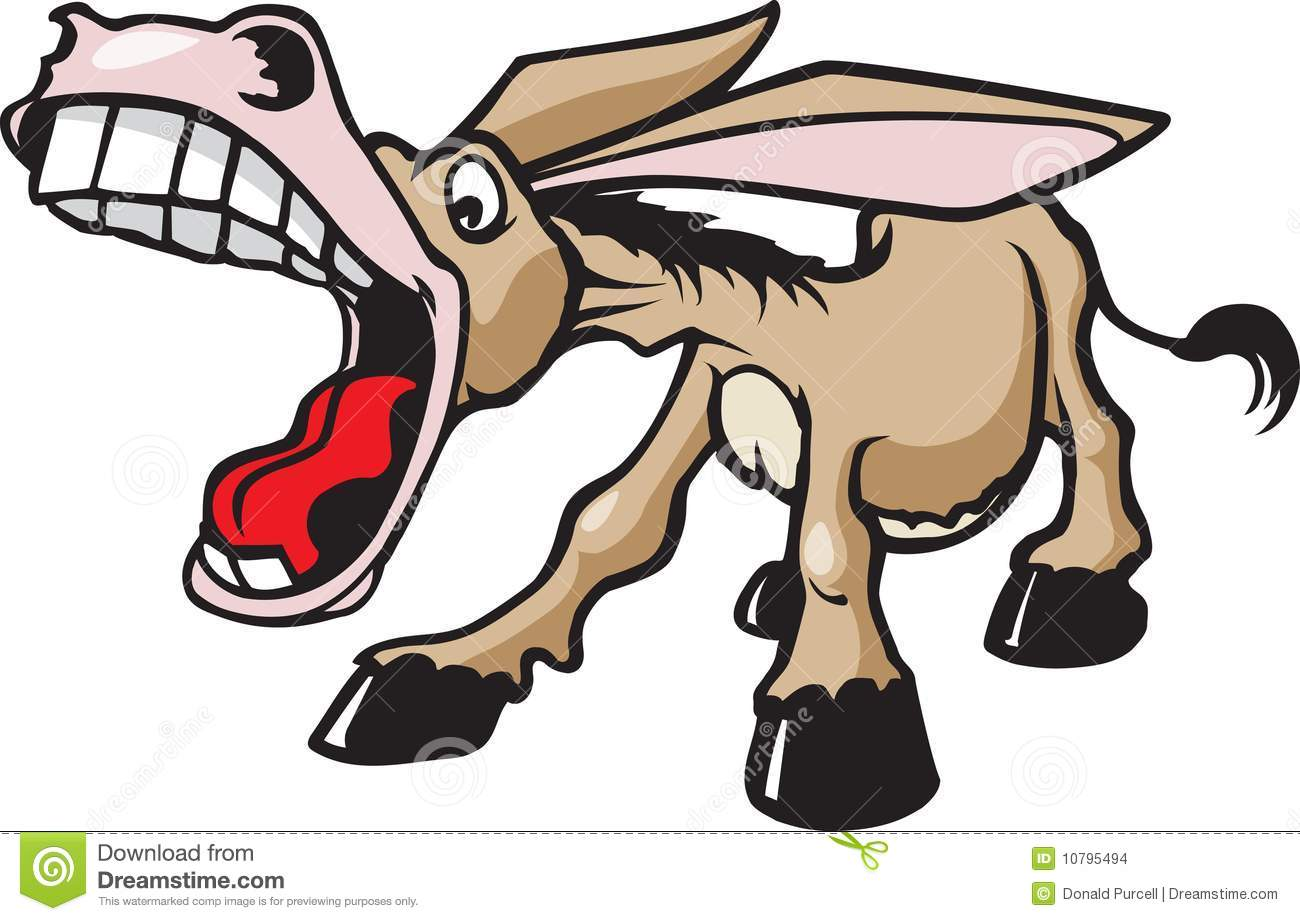 Download from
Dreamstime.com
This watermarked comp image is for previewing purposes only.
ID 10795494
© Donald Purcell | Dreamstime.com